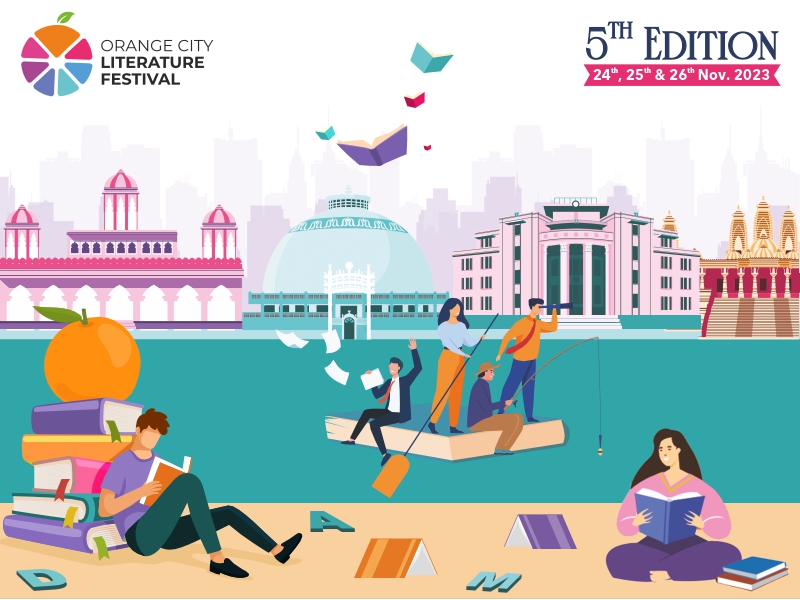 ORANGE CITY
LITERATURE
FESTIVAL
5TH EDITION
24th, 25th & 26th Nov. 2023
A
D
M